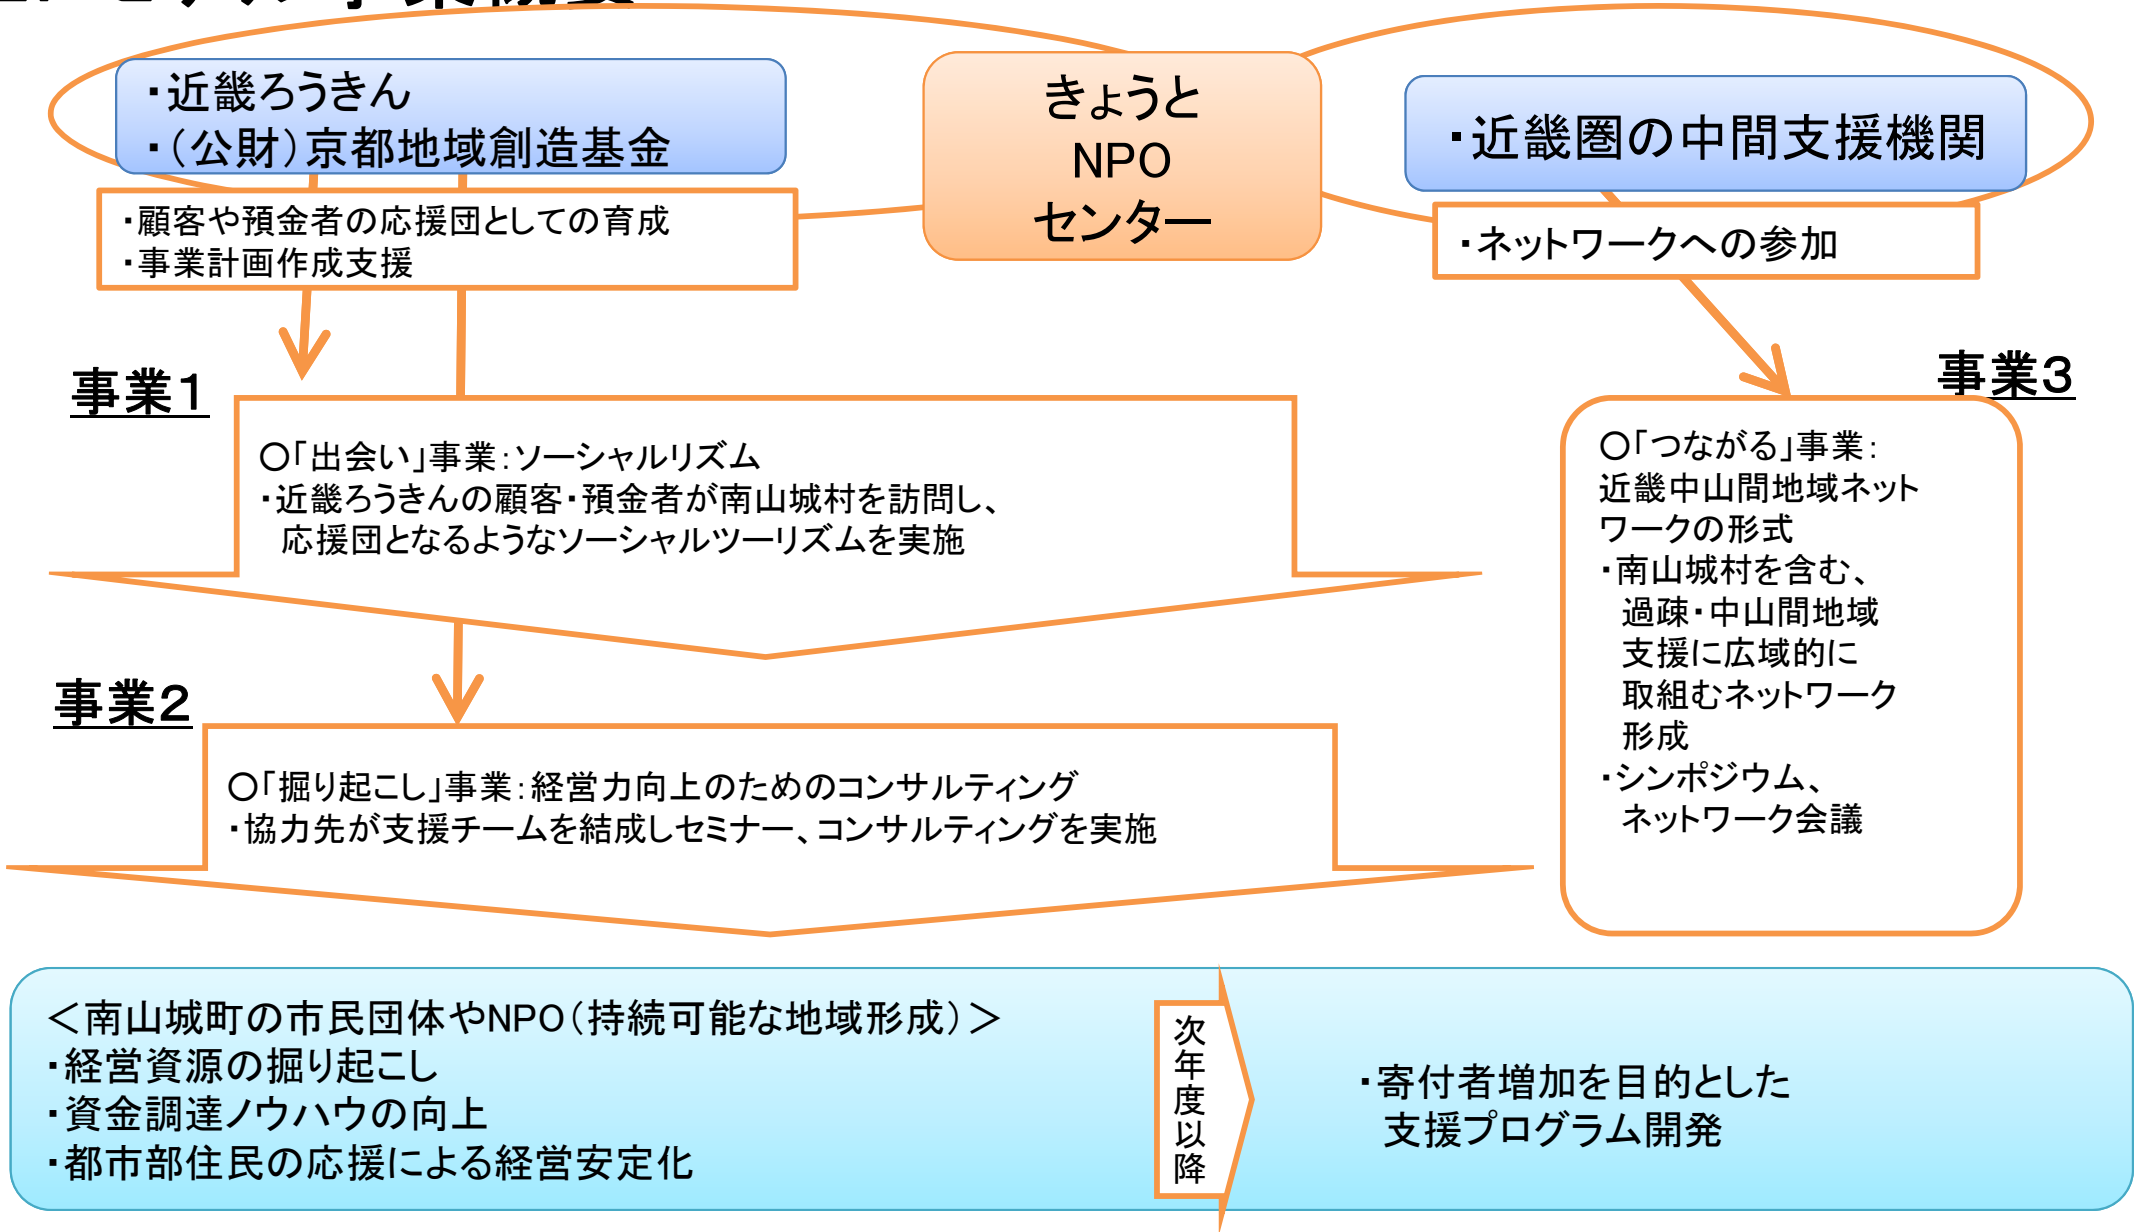 ・近畿ろうきん
・（公財）京都地域創造基金
きょうと
NPO
センター
・近畿圏の中間支援機関
・顧客や預金者の応援団としての育成
・事業計画作成支援
・ネットワークへの参加
事業１
事業３
〇「出会い」事業：ソーシャルリズム
・近畿ろうきんの顧客・預金者が南山城村を訪問し、
応援団となるようなソーシャルツーリズムを実施
〇「つながる」事業：
近畿中山間地域ネット
ワークの形式
・南山城村を含む、
過疎・中山間地域
支援に広域的に
取組むネットワーク
形成
・シンポジウム、
ネットワーク会議
事業２
〇「掘り起こし」事業：経営力向上のためのコンサルティング
・協力先が支援チームを結成しセミナー、コンサルティングを実施
＜南山城町の市民団体やNPO（持続可能な地域形成）＞
・経営資源の掘り起こし
・資金調達ノウハウの向上
・都市部住民の応援による経営安定化
次年度以降
・寄付者増加を目的とした
支援プログラム開発